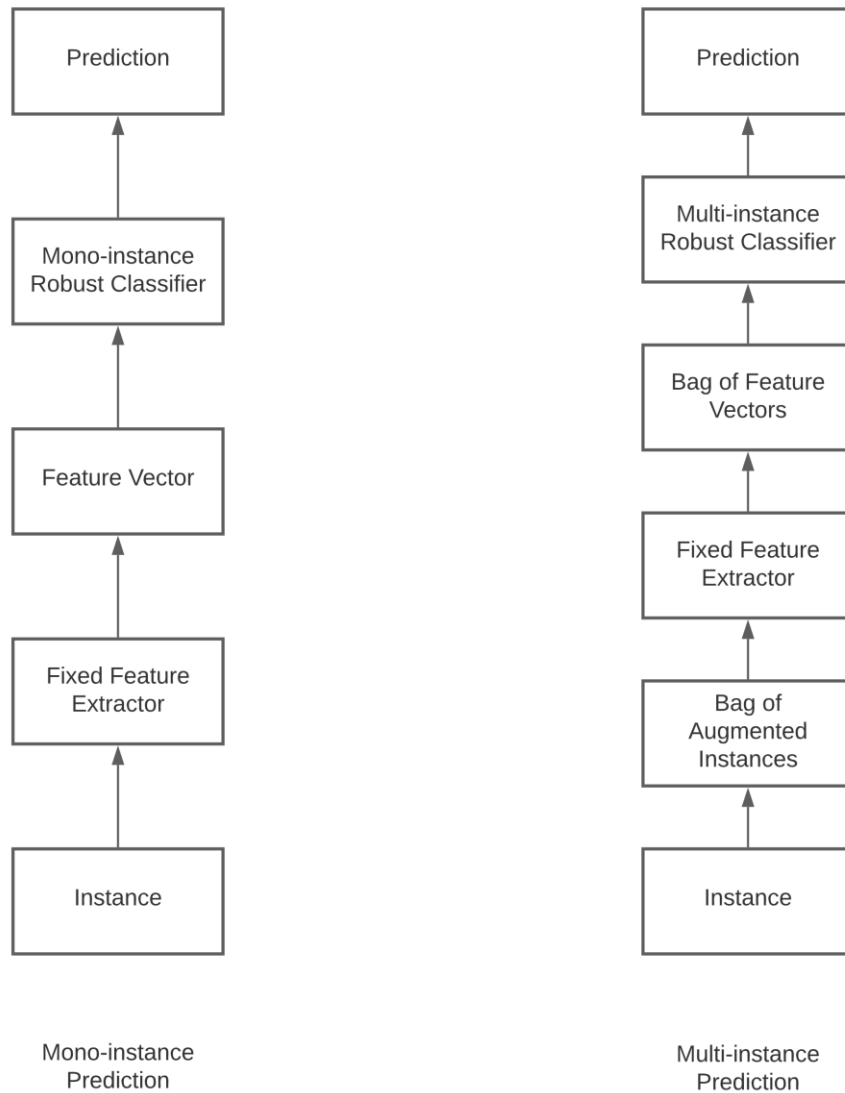 Prediction
Mono-instance
Robust Classifier
Feature Vector
Fixed Feature
Extractor
Instance
Mono-instance
Prediction
Prediction
Multi-instance
Robust Classifier
Bag of Feature
Vectors
Fixed Feature
Extractor
Bag of
Augmented
Instances
Instance
Multi-instance
Prediction